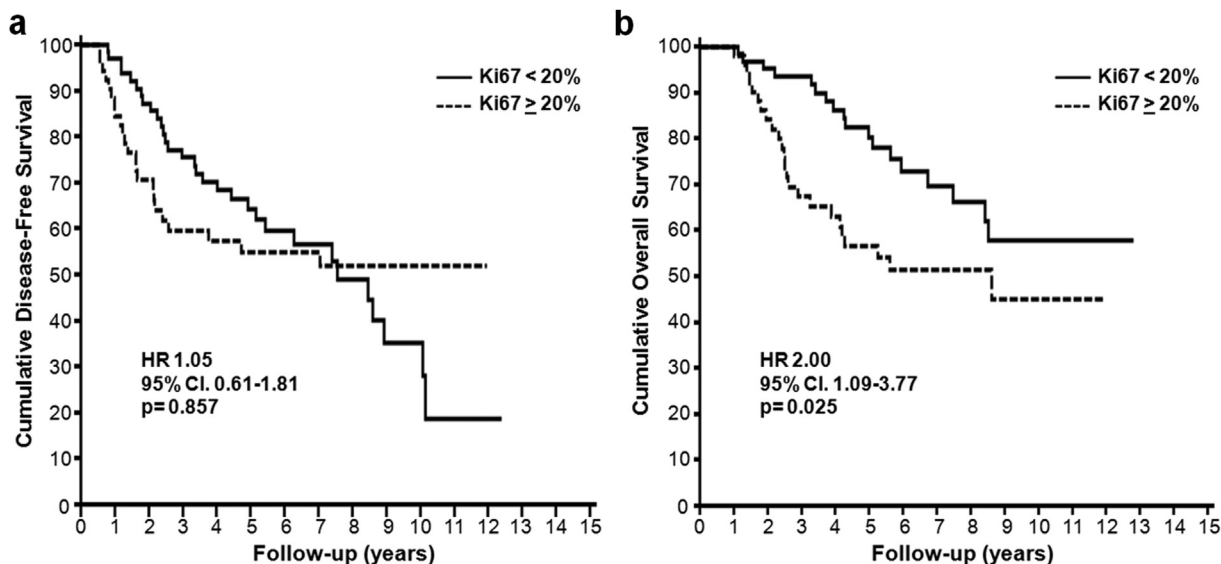 a
Cumulative Disease-Free Survival
100
90
80
70
60
50
40
30
20
10
0
Ki67 < 20%
Ki67 ≥ 20%
HR 1.05
95% CI. 0.61-1.81
p=0.857
0 1 2 3 4 5 6 7 8 9 10 11 12 13 14 15
Follow-up (years)
b
Cumulative Overall Survival
100
90
80
70
60
50
40
30
20
10
0
Ki67 < 20%
Ki67 ≥ 20%
HR 2.00
95% CI. 1.09-3.77
p=0.025
0 1 2 3 4 5 6 7 8 9 10 11 12 13 14 15
Follow-up (years)